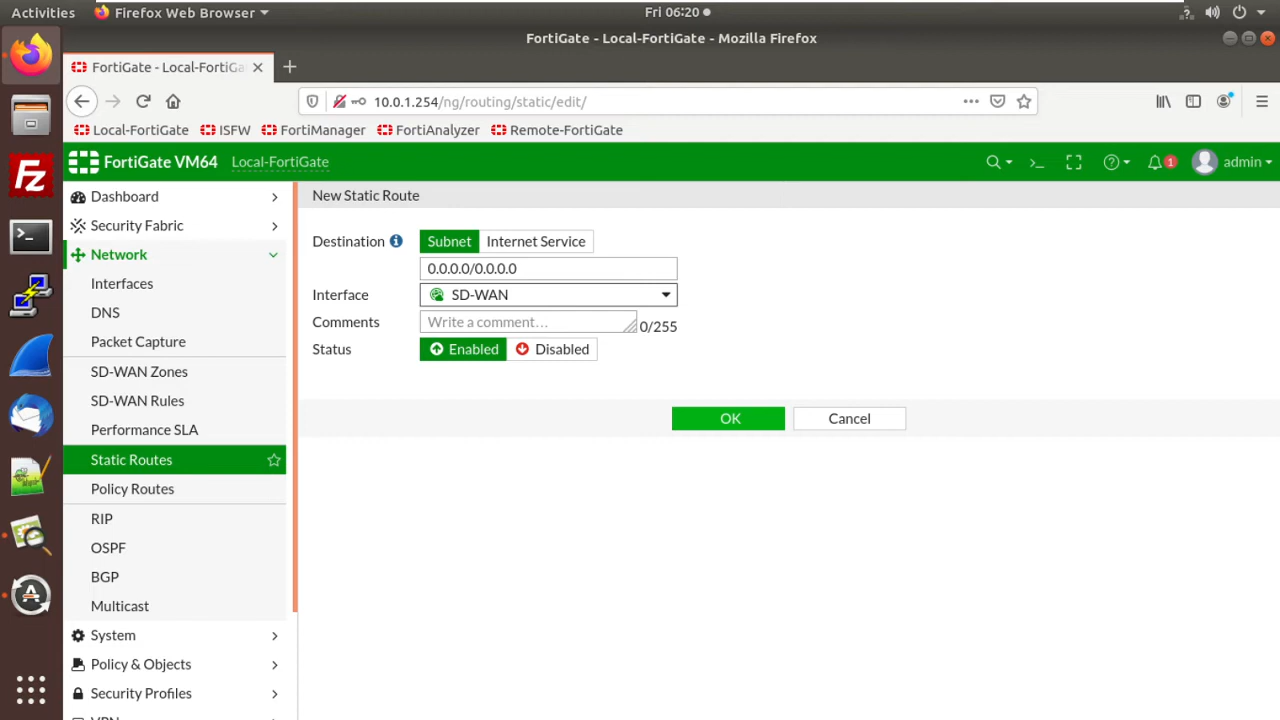 Activities
Firefox Web Browser
Fri 06:20
FortiGate - Local-FortiGate - Mozilla Firefox
FortiGate - Local-FortiGa
10.0.1.254/ng/routing/static/edit/
Local-FortiGate
ISFW
FortiManager
FortiAnalyzer
Remote-FortiGate
FortiGate VM64
Local-FortiGate
1
admin
Dashboard
Security Fabric
Network
Interfaces
DNS
Packet Capture
SD-WAN Zones
SD-WAN Rules
Performance SLA
Static Routes
Policy Routes
RIP
OSPF
BGP
Multicast
System
Policy & Objects
Security Profiles
VPN
New Static Route
Destination
Subnet
Internet Service
0.0.0.0/0.0.0.0
Interface
SD-WAN
Comments
Write a comment...
0/255
Status
Enabled
Disabled
OK
Cancel